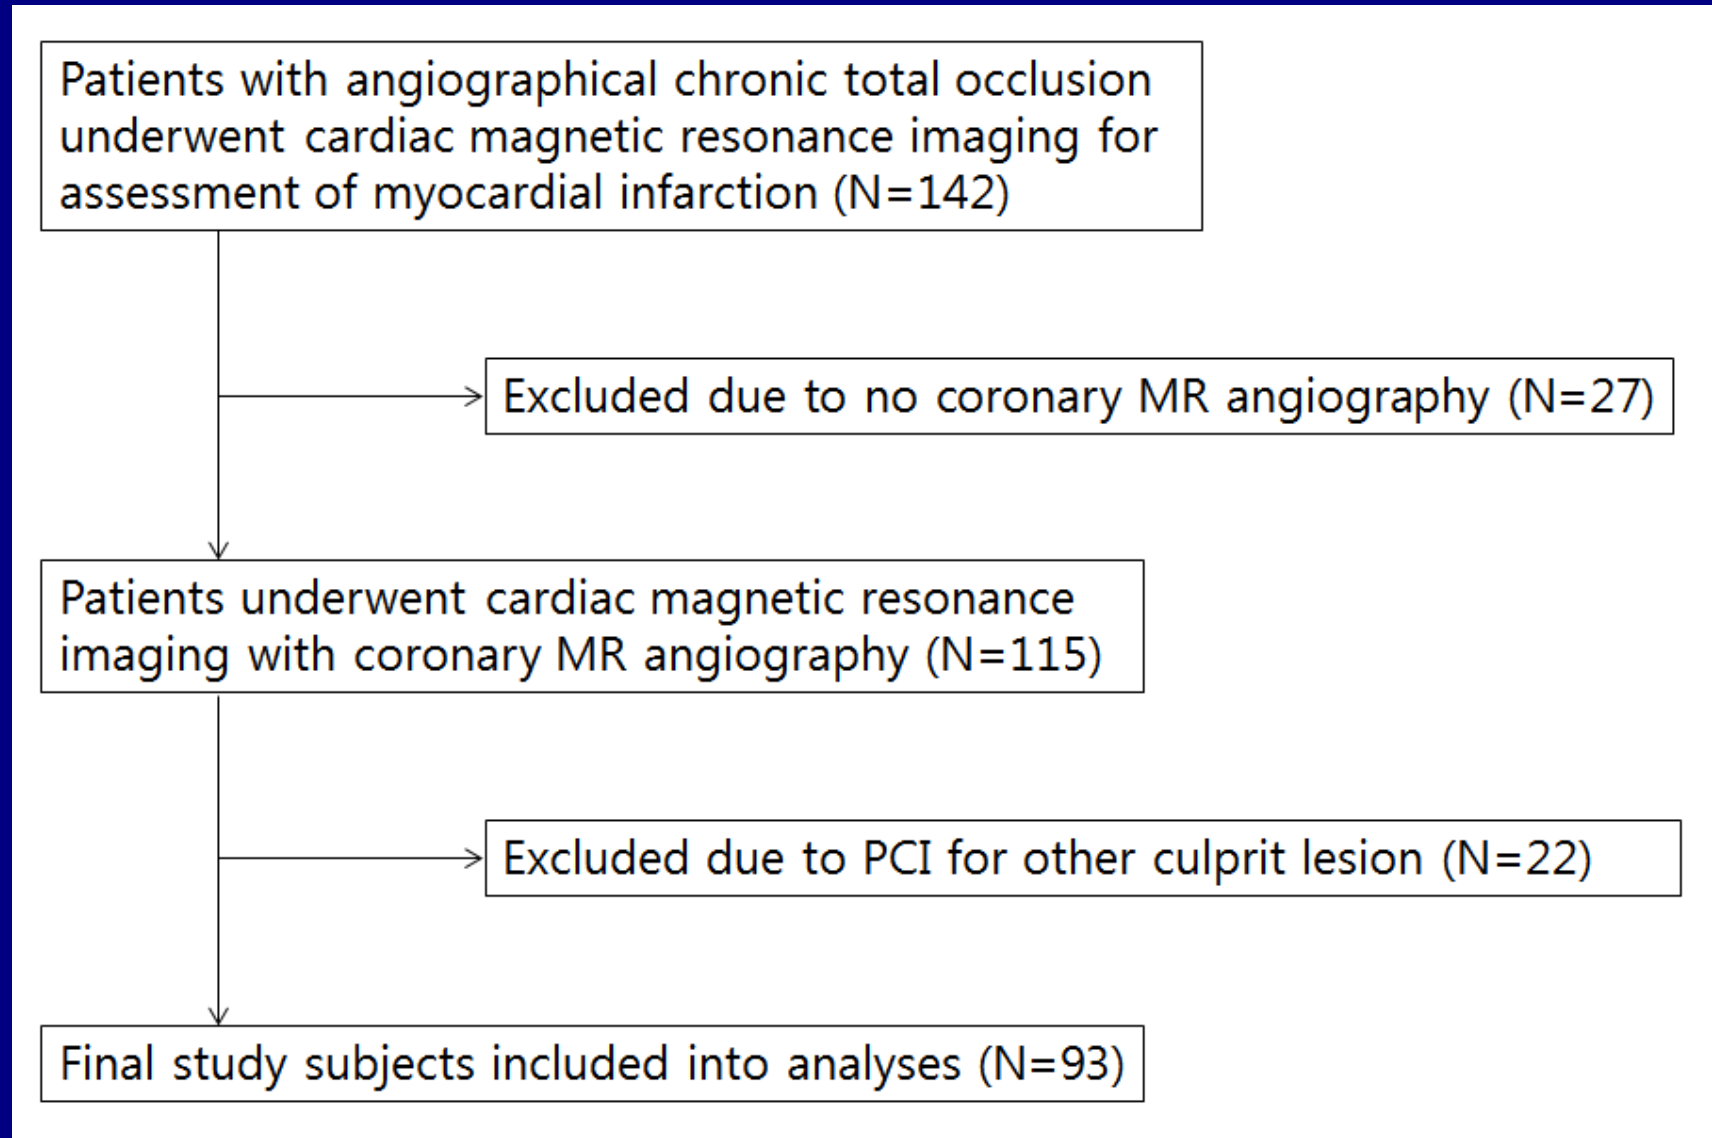 Patients with angiographical chronic total occlusion
underwent cardiac magnetic resonance imaging for
assessment of myocardial infarction (N=142)
Excluded due to no coronary MR angiography (N=27)
Patients underwent cardiac magnetic resonance
imaging with coronary MR angiography (N=115)
Excluded due to PCI for other culprit lesion (N=22)
Final study subjects included into analyses (N=93)